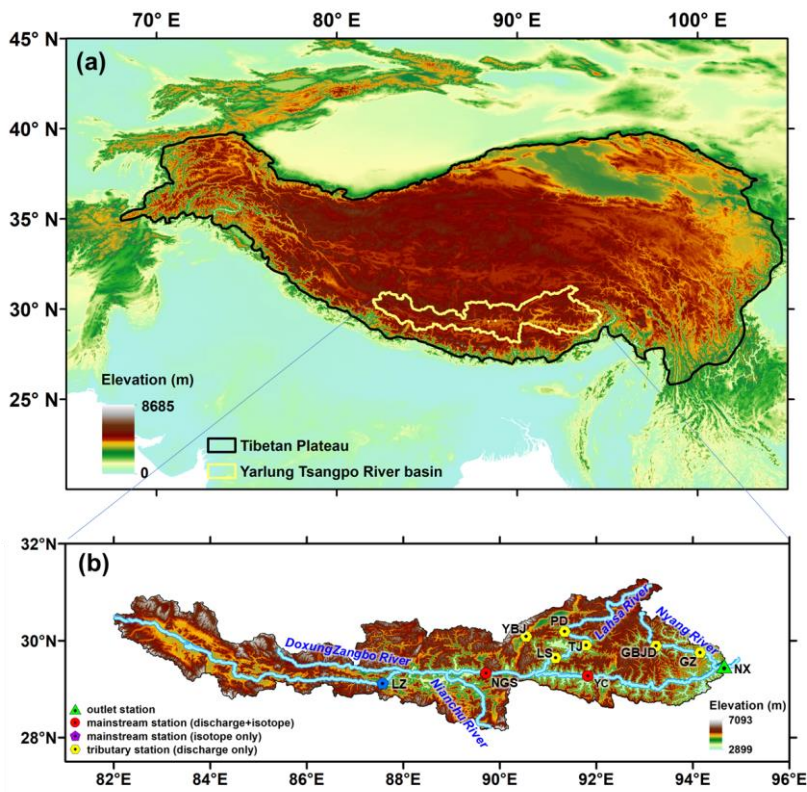 70° E 80° E 90° E 100° E
45° N
(a)
40° N
35° N
30° N
25° N
Elevation (m)
8685
0
Tibetan Plateau
Yarlung Tsangpo River basin
32°N
(b)
30°N
28°N
DoxungZangbo River
Nianchu River
Lahsa River
Nyang River
YBJ
PD
LS
TJ
GBJD
GZ
NX
LZ
NGS
YC
outlet station
mainstream station (discharge+isotope)
mainstream station (isotope only)
tributary station (discharge only)
Elevation (m)
7093
2899
82°E 84°E 86°E 88°E 90°E 92°E 94°E 96°E